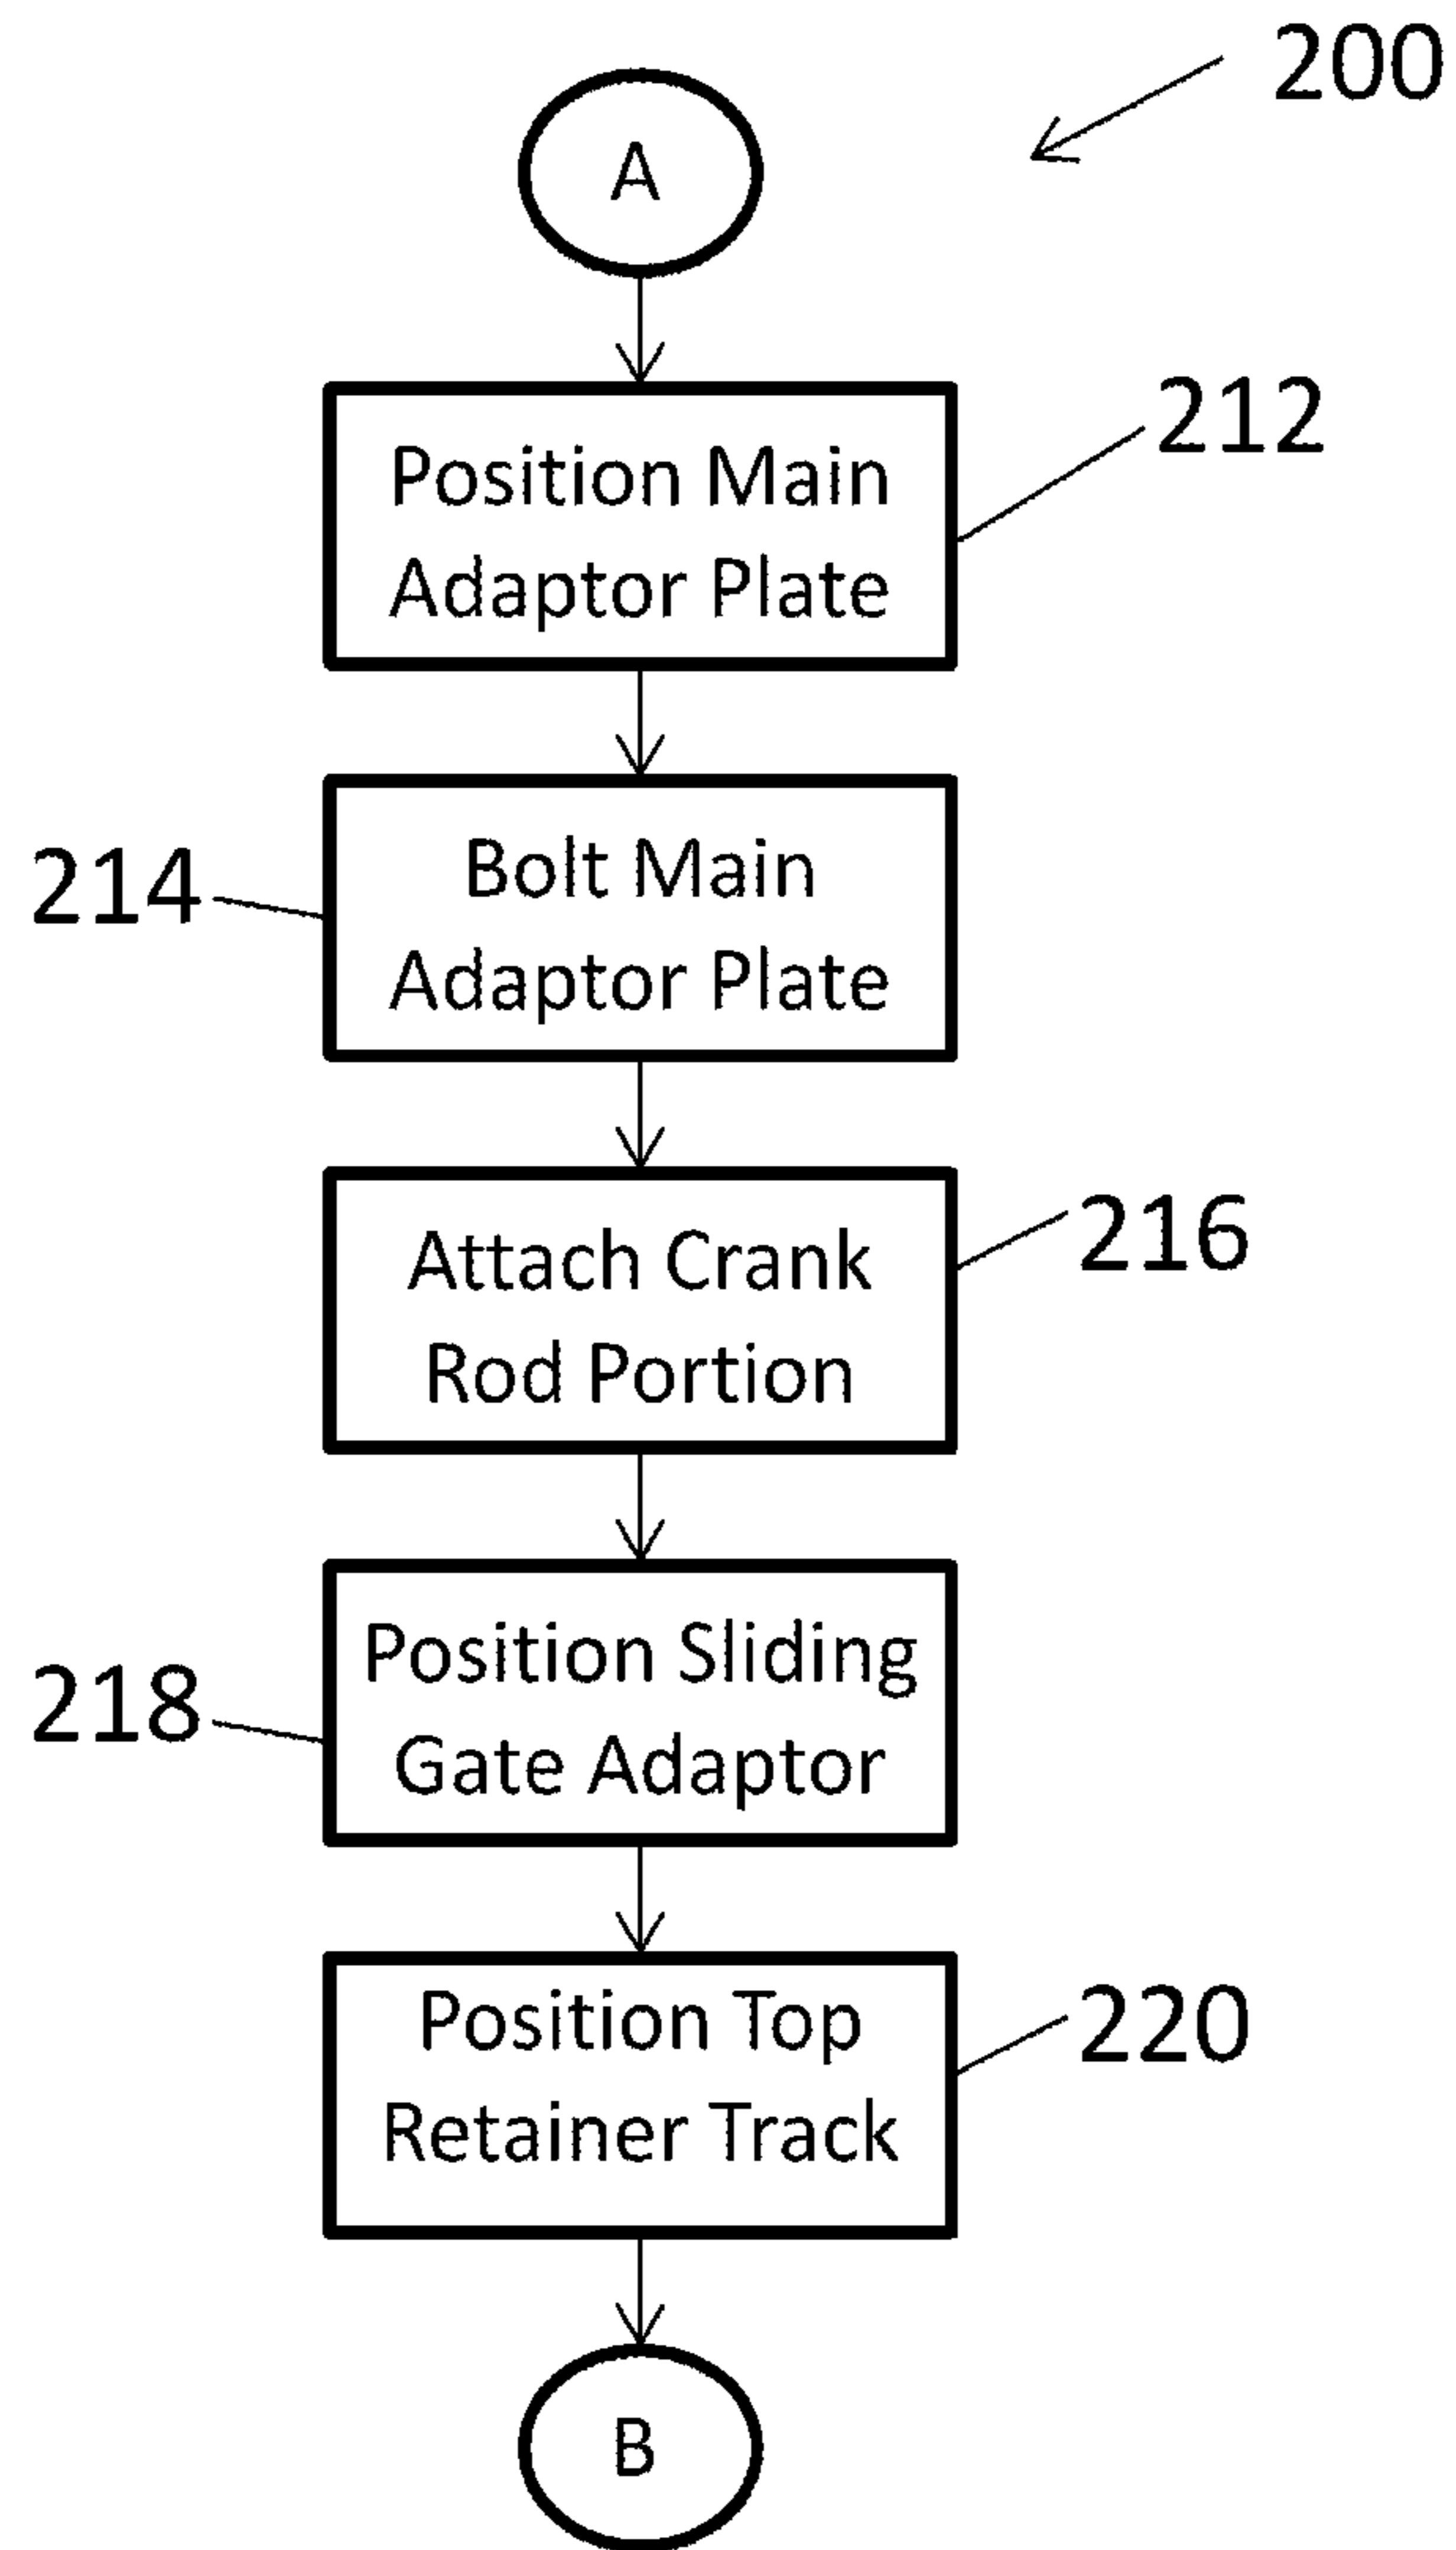 200
A
Position Main
Adaptor Plate
212
Bolt Main
Adaptor Plate
214
Attach Crank
Rod Portion
216
Position Sliding
Gate Adaptor
218
Position Top
Retainer Track
220
B